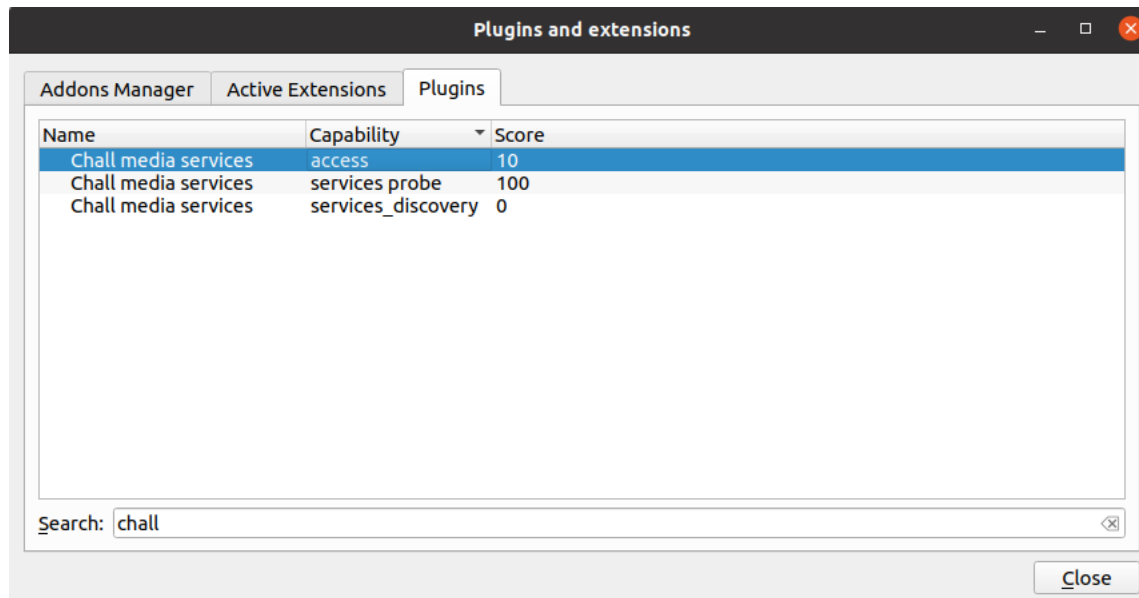 Plugins and extensions
Addons Manager Active Extensions Plugins
Name Capability Score
Chall media services access 10
Chall media services services probe 100
Chall media services services_discovery 0
Search: chall
Close